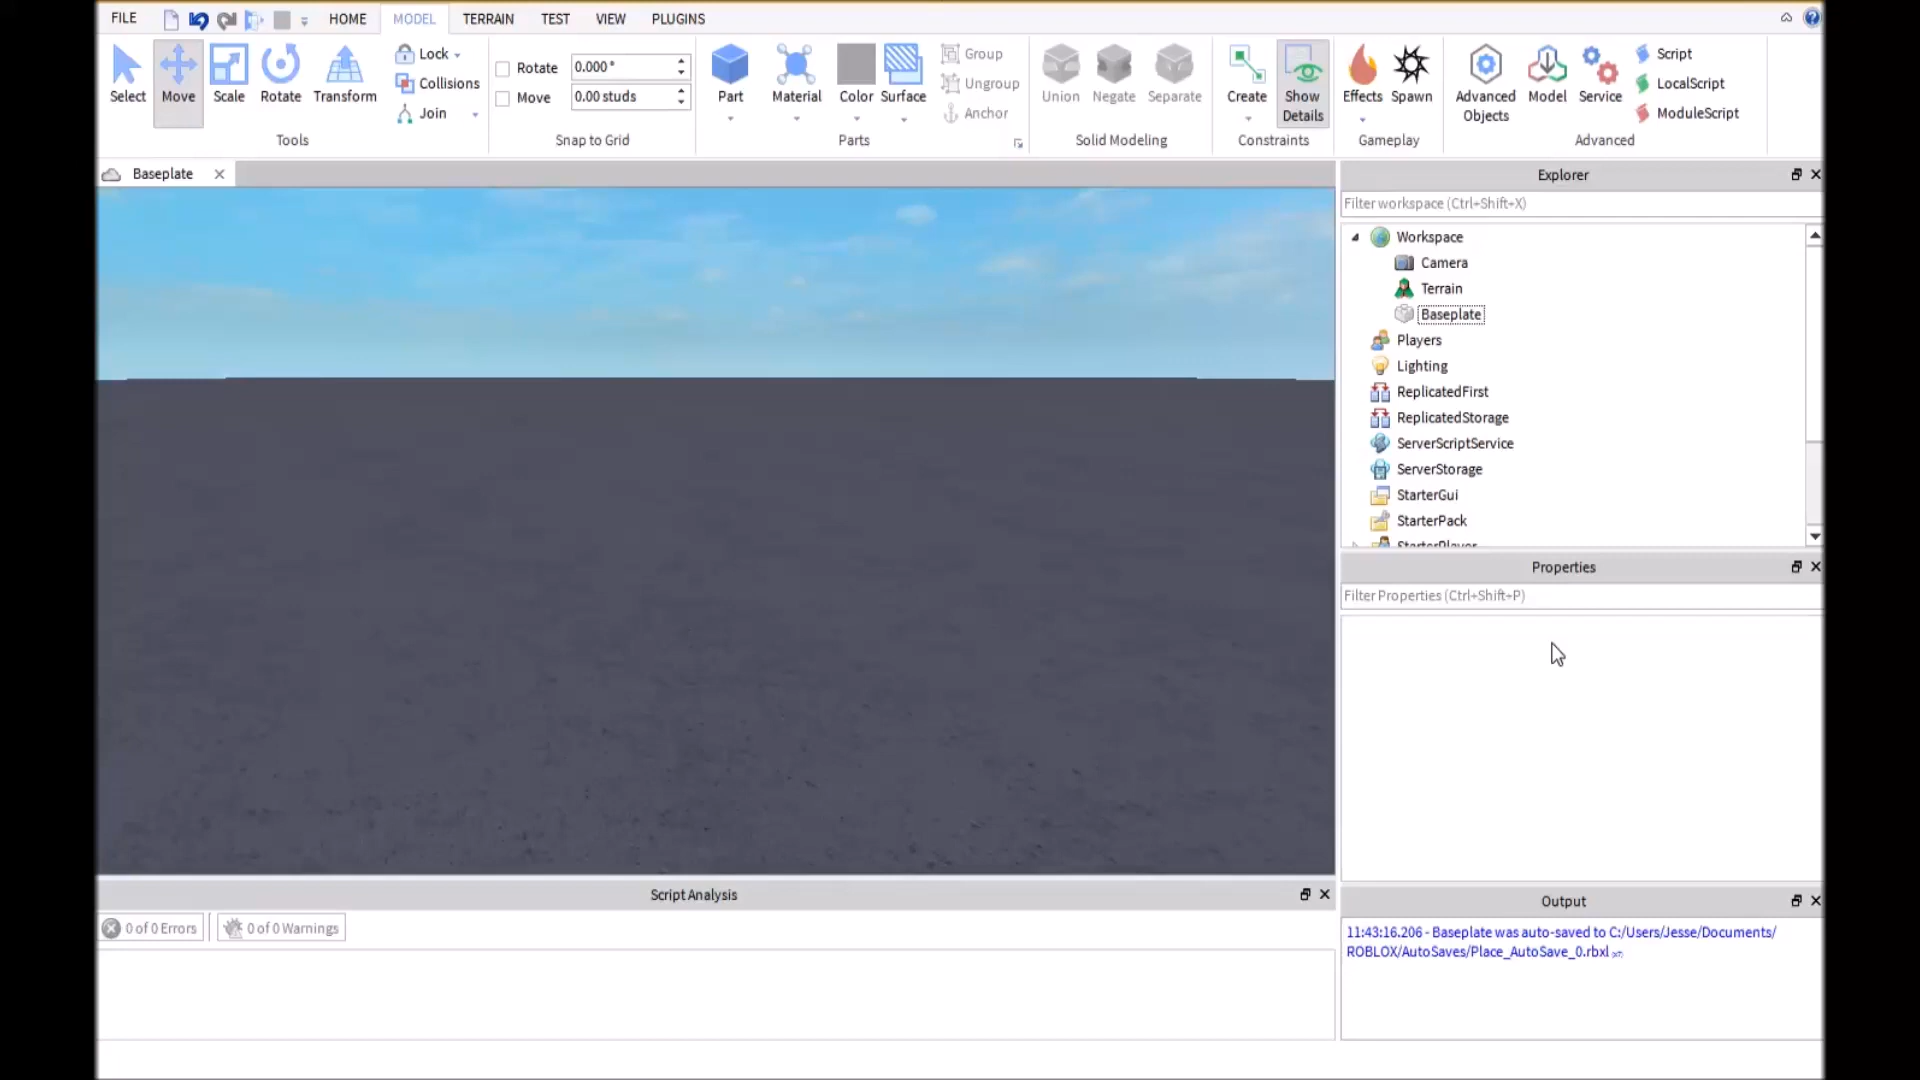 FILE
HOME
MODEL
TERRAIN
TEST
VIEW
PLUGINS
Select
Move
Scale
Rotate
Transform
Lock
Collisions
Join
Tools
Rotate
0.000 °
Move
0.00 studs
Snap to Grid
Part
Material
Color
Surface
Group
Ungroup
Anchor
Parts
Union
Negate
Separate
Solid Modeling
Create
Show
Details
Constraints
Effects
Spawn
Gameplay
Advanced
Objects
Model
Service
Script
LocalScript
ModuleScript
Advanced
Baseplate
Explorer
Filter workspace (Ctrl+Shift+X)
Workspace
Camera
Terrain
Baseplate
Players
Lighting
ReplicatedFirst
ReplicatedStorage
ServerScriptService
ServerStorage
StarterGui
StarterPack
StarterPlayer
Properties
Filter Properties (Ctrl+Shift+P)
Script Analysis
0 of 0 Errors
0 of 0 Warnings
Output
11:43:16.206 - Baseplate was auto-saved to C:/Users/Jesse/Documents/
ROBLOX/AutoSaves/Place_AutoSave_0.rbxl